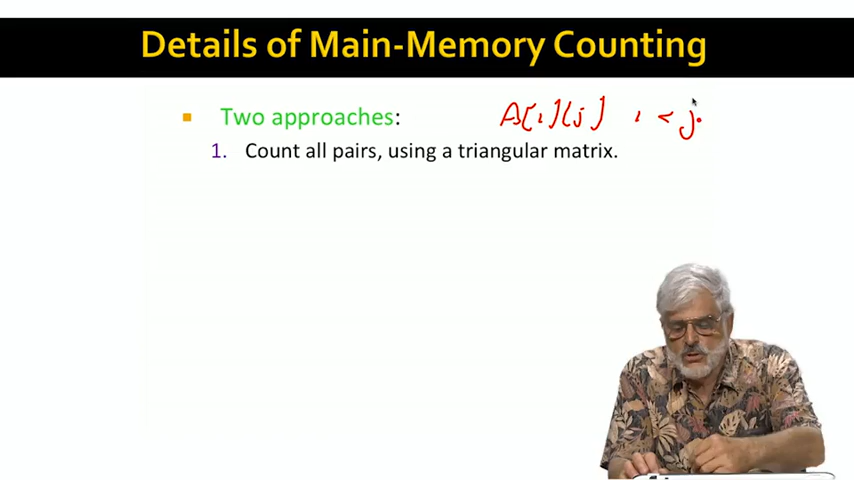 Details of Main-Memory Counting
Two approaches: A[i][j] i < j.
1. Count all pairs, using a triangular matrix.